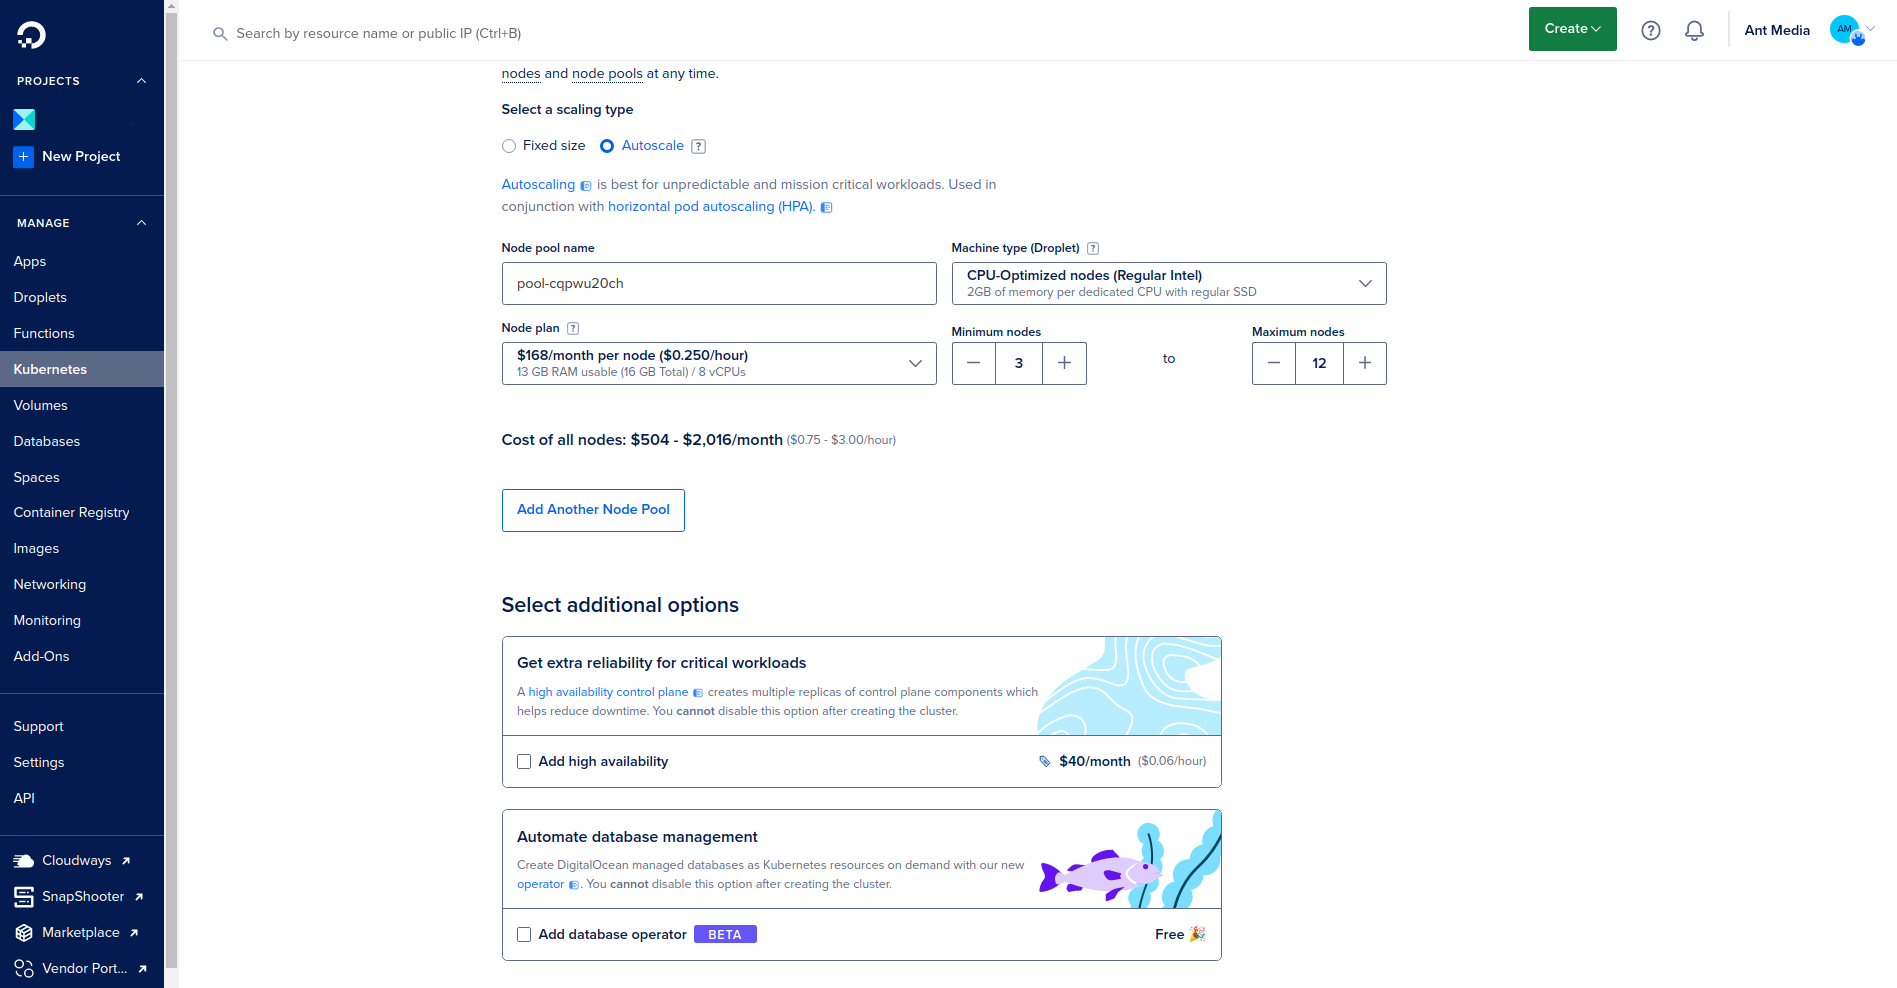 Search by resource name or public IP (Ctrl+B)
Create
?
Ant Media
AM
PROJECTS
+ New Project
MANAGE
Apps
Droplets
Functions
Kubernetes
Volumes
Databases
Spaces
Container Registry
Images
Networking
Monitoring
Add-Ons
Support
Settings
API
Cloudways
SnapShooter
Marketplace
Vendor Port...
nodes and node pools at any time.
Select a scaling type
Fixed size
Autoscale ?
Autoscaling is best for unpredictable and mission critical workloads. Used in
conjunction with horizontal pod autoscaling (HPA).
Node pool name
pool-cqpwu20ch
Machine type (Droplet) ?
CPU-Optimized nodes (Regular Intel)
2GB of memory per dedicated CPU with regular SSD
Node plan ?
$168/month per node ($0.250/hour)
13 GB RAM usable (16 GB Total) / 8 vCPUs
Minimum nodes
— 3 +
to
Maximum nodes
— 12 +
Cost of all nodes: $504 - $2,016/month ($0.75 - $3.00/hour)
Add Another Node Pool
Select additional options
Get extra reliability for critical workloads
A high availability control plane creates multiple replicas of control plane components which
helps reduce downtime. You cannot disable this option after creating the cluster.
Add high availability
$40/month ($0.06/hour)
Automate database management
Create DigitalOcean managed databases as Kubernetes resources on demand with our new
operator . You cannot disable this option after creating the cluster.
Add database operator BETA
Free 🎉